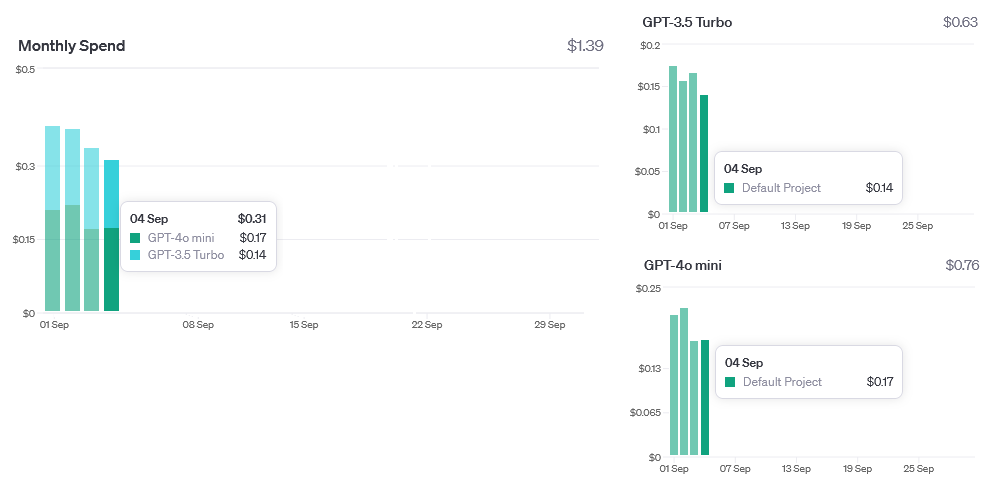 Monthly Spend $1.39
$0.5
$0.3
$0.15
$0
04 Sep $0.31
GPT-4o mini $0.17
GPT-3.5 Turbo $0.14
01 Sep 08 Sep 15 Sep 22 Sep 29 Sep
GPT-3.5 Turbo $0.63
$0.2
$0.15
$0.1
$0.05
$0
04 Sep
Default Project $0.14
01 Sep 07 Sep 13 Sep 19 Sep 25 Sep
GPT-4o mini $0.76
$0.25
$0.13
$0.065
$0
04 Sep
Default Project $0.17
01 Sep 07 Sep 13 Sep 19 Sep 25 Sep